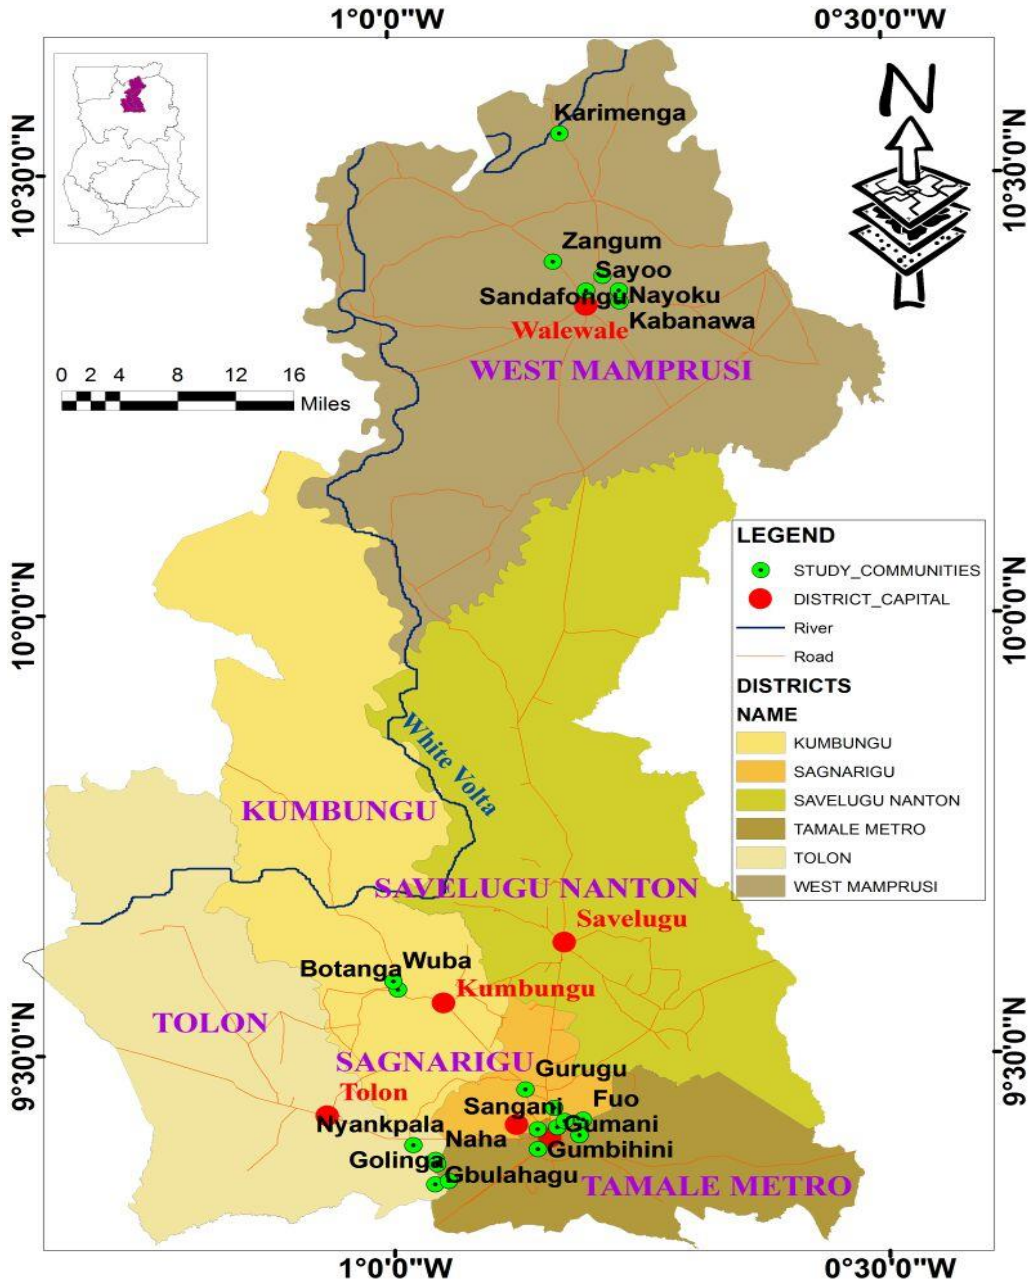 1°0'0"W
0°30'0"W
N
10°30'0"N
10°30'0"N
Karimenga
Zangum
Sayoo
Sandafongu
Nayoku
Kabanawa
Walewale
WEST MAMPRUSI
0 2 4 8 12 16
Miles
LEGEND
STUDY_COMMUNITIES
DISTRICT_CAPITAL
River
Road
DISTRICTS
NAME
KUMBUNGU
SAGNARIGU
SAVELUGU NANTON
TAMALE METRO
TOLON
WEST MAMPRUSI
10°0'0"N
10°0'0"N
White Volta
KUMBUNGU
SAVELUGU NANTON
Savelugu
Wuba
Botanga
Kumbungu
TOLON
SAGNARIGU
9°30'0"N
9°30'0"N
Gurugu
Tolon
Sangani
Fuo
Nyankpala
Naha
Gumani
Golinga
Gumbihini
Gbulahagu
TAMALE METRO
1°0'0"W
0°30'0"W